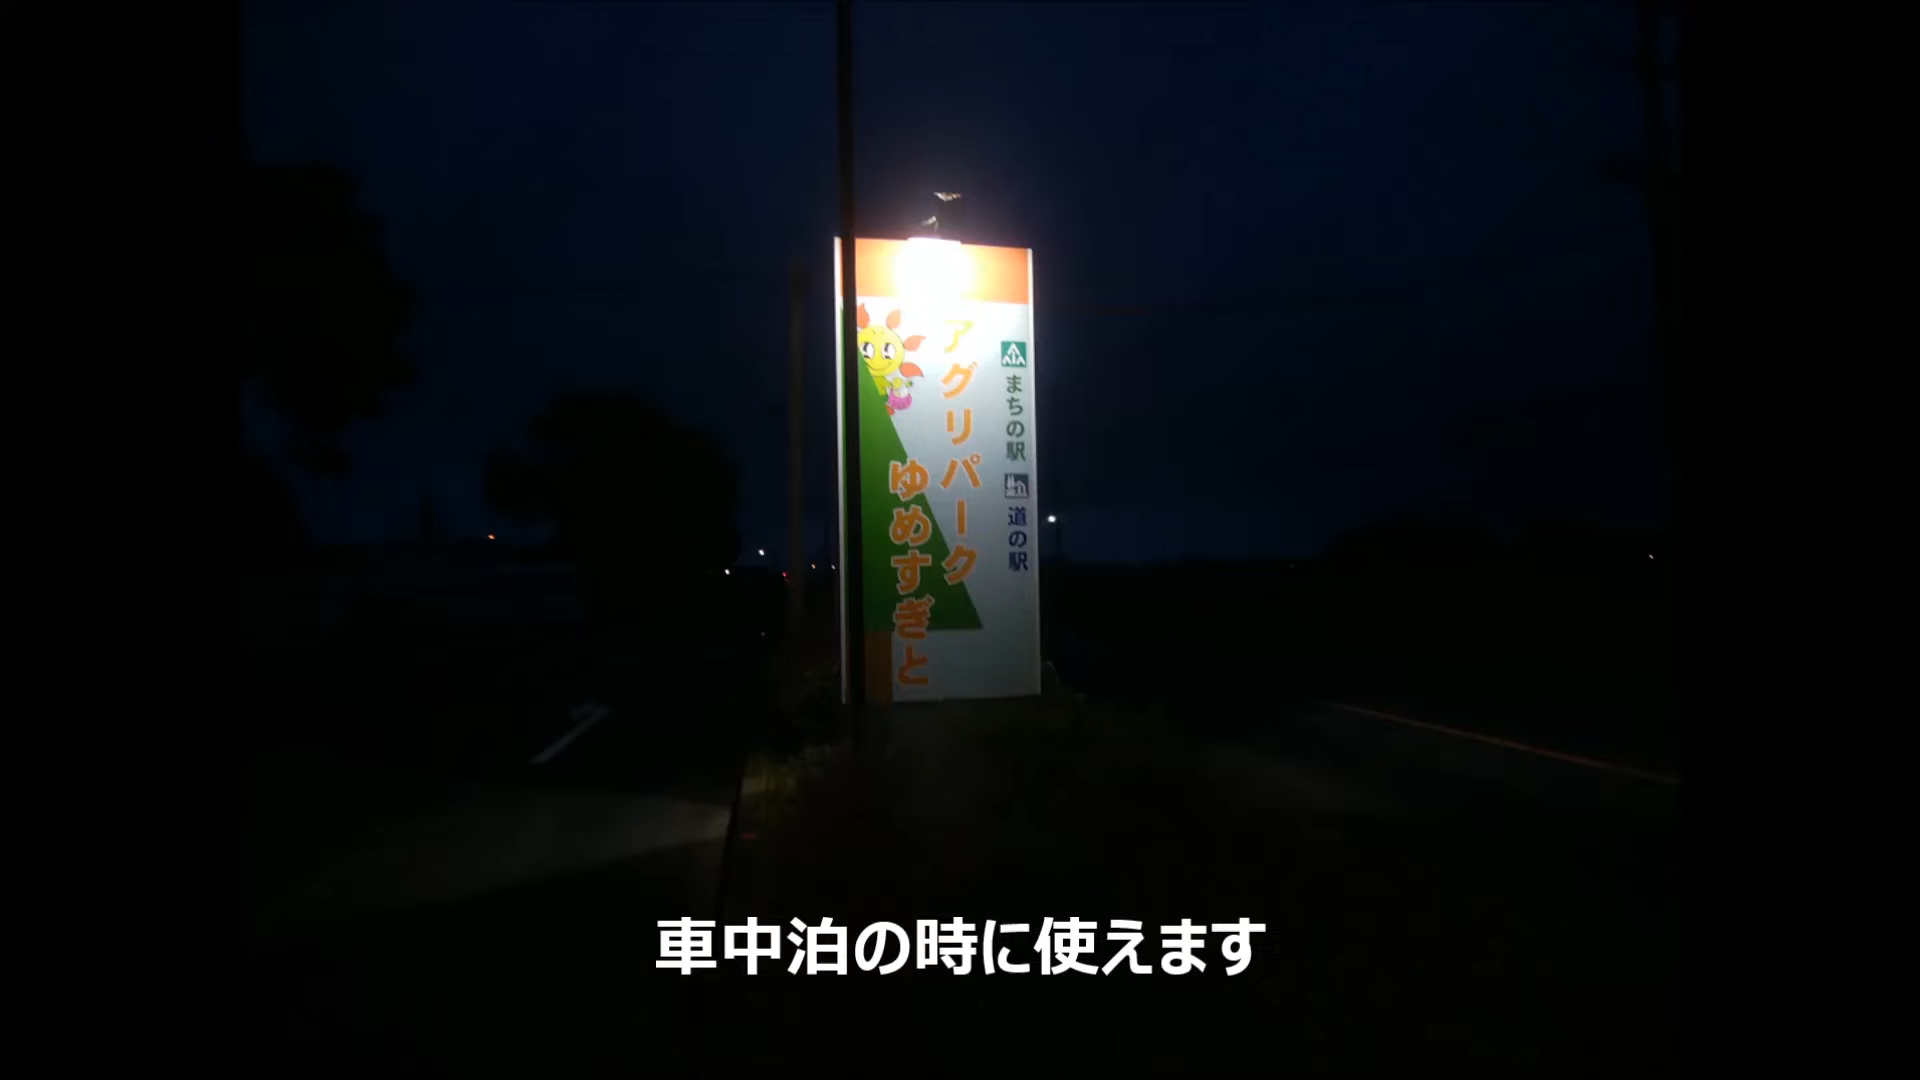 まちの駅
道の駅
アグリパーク
ゆめすぎと
車中泊の時に使えます